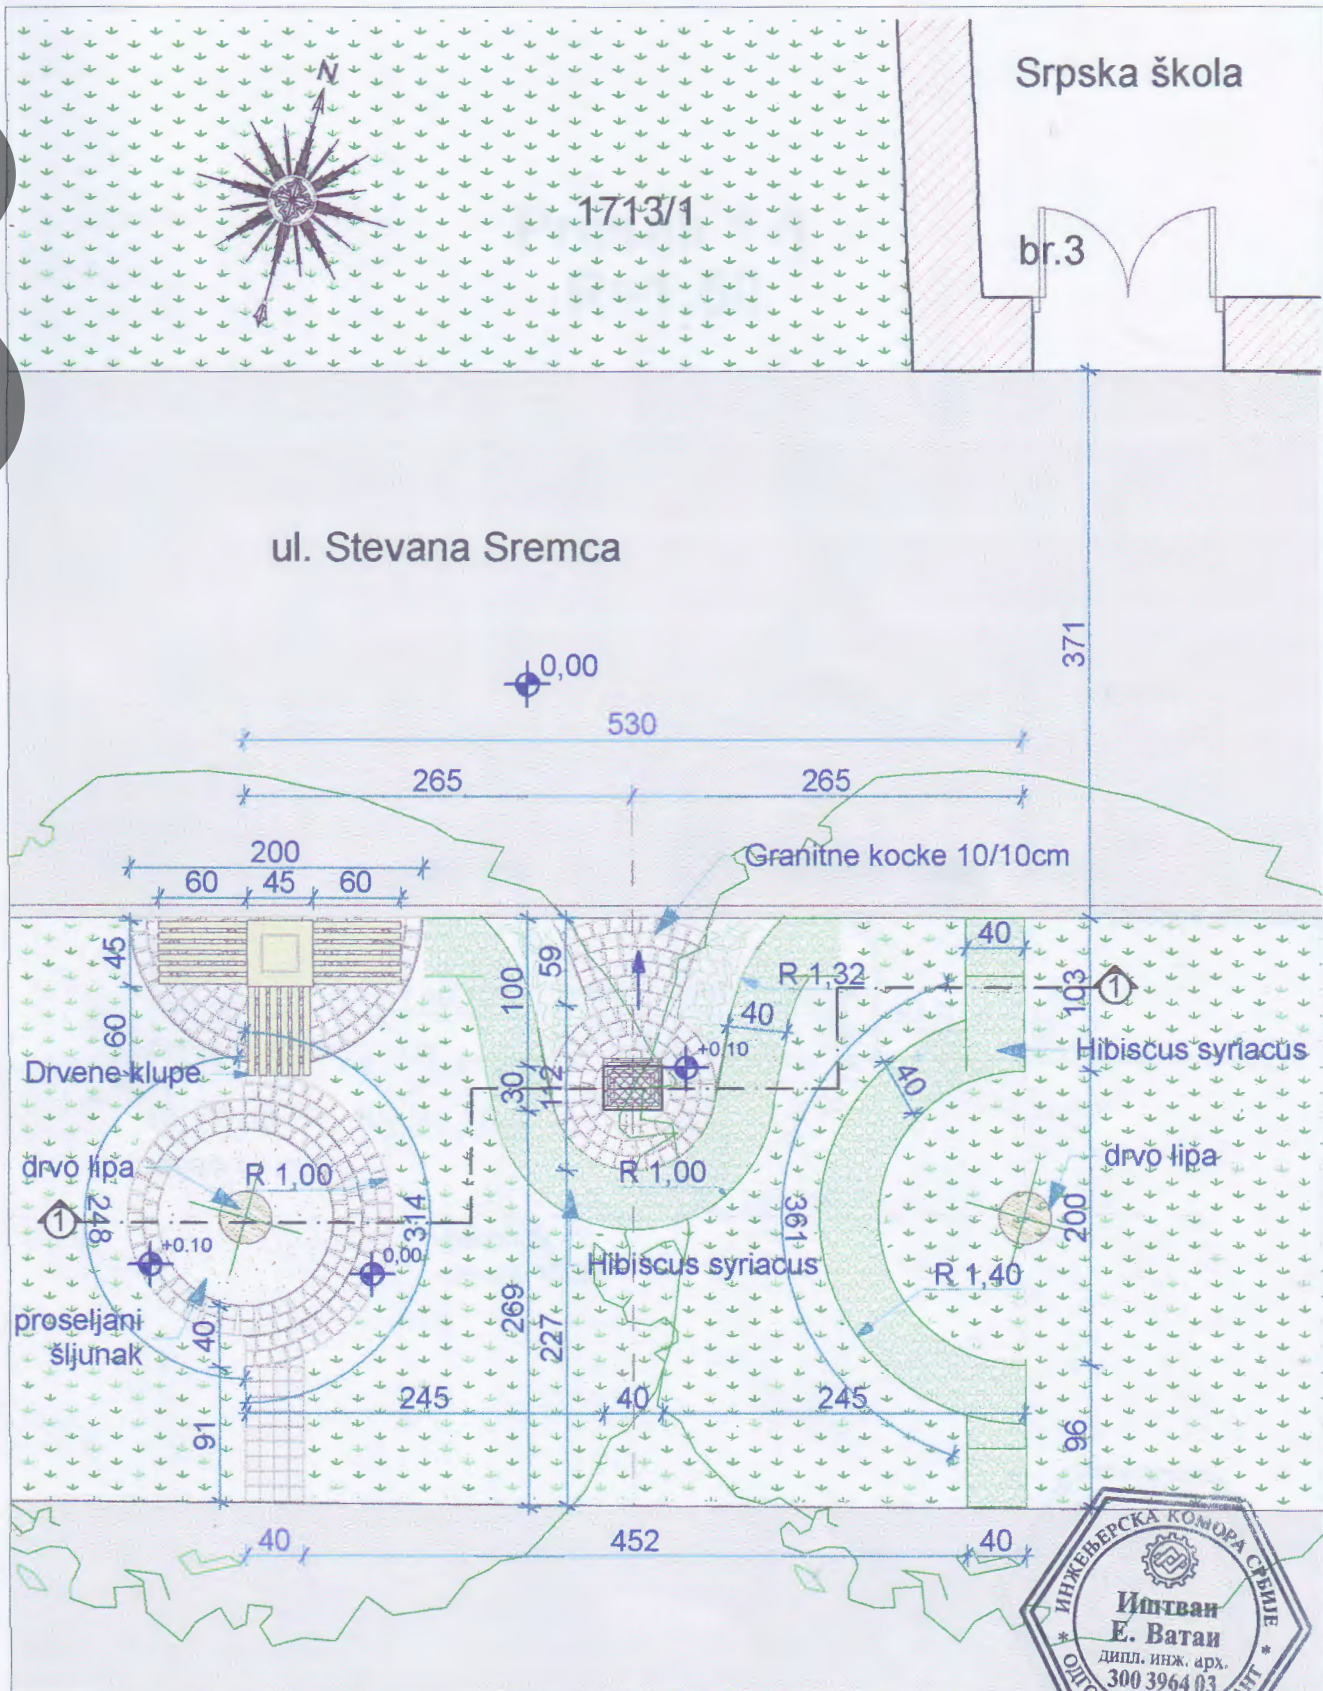 N
Srpska škola
1713/1
br.3
ul. Stevana Sremca
371
0,00
530
265
265
Granitne kocke 10/10cm
200
60
45
60
45
60
100
59
R 1,32
40
40
103
1
+0.10
Hibiscus syriacus
Drvene klupe
30
112
40
drvo lipa
R 1,00
R 1,00
drvo lipa
1
248
314
361
200
+0.10
0,00
Hibiscus syriacus
R 1,40
proseljani
šljunak
40
269
227
245
40
245
91
96
40
452
40
ИНЖЕЊЕРСКА КОМОРА СРБИЈЕ
Иштван
Е. Ватаи
дипл. инж. арх.
300 3964 03